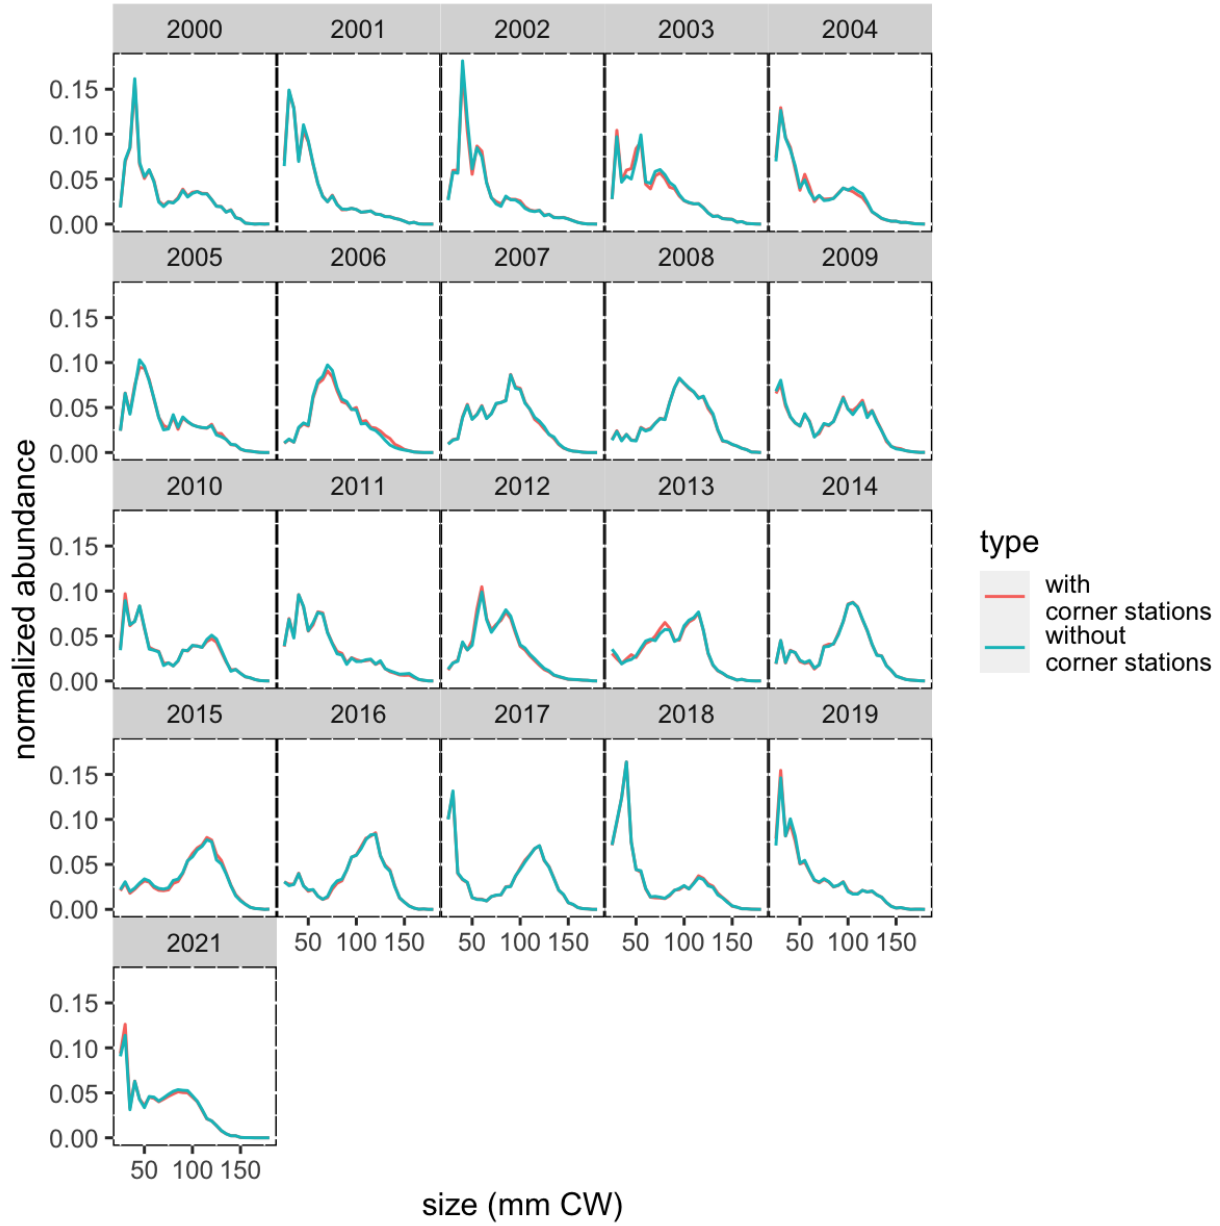 2000 2001 2002 2003 2004
0.15
0.10
0.05
0.00
2005 2006 2007 2008 2009
0.15
0.10
0.05
0.00
2010 2011 2012 2013 2014
0.15
0.10
0.05
0.00
2015 2016 2017 2018 2019
0.15
0.10
0.05
0.00
50 100 150 50 100 150 50 100 150 50 100 150
2021
0.15
0.10
0.05
0.00
50 100 150
size (mm CW)
normalized abundance
type
with
corner stations
without
corner stations